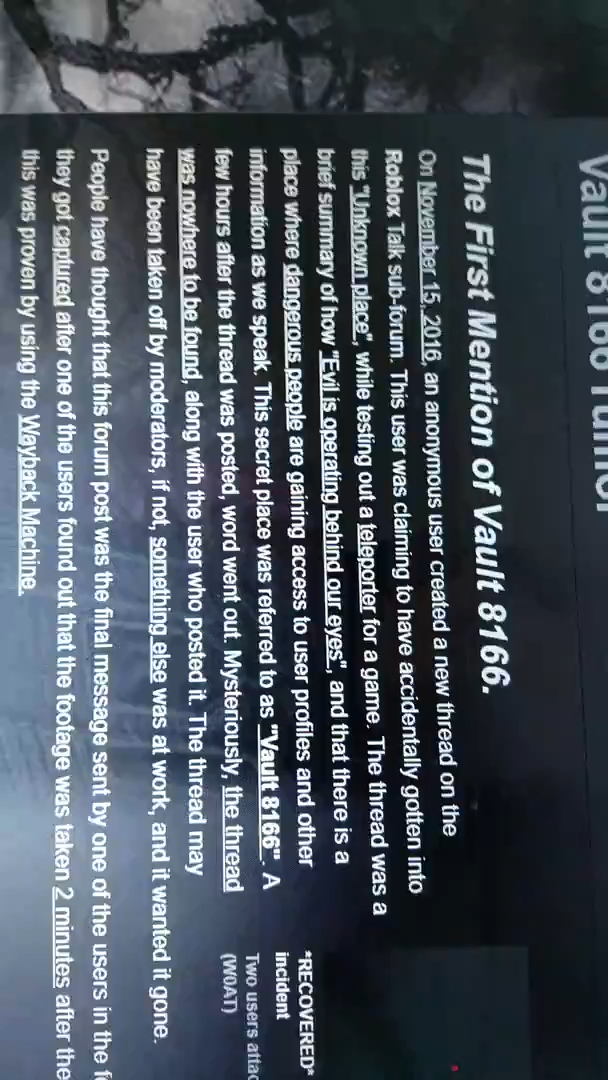 Vault 8166
The First Mention of Vault 8166.
On November 15, 2016, an anonymous user created a new thread on the
Roblox Talk sub-forum. This user was claiming to have accidentally gotten into
this "Unknown place", while testing out a teleporter for a game. The thread was a
brief summary of how "Evil is operating behind our eyes", and that there is a
place where dangerous people are gaining access to user profiles and other
information as we speak. This secret place was referred to as "Vault 8166". A
few hours after the thread was posted, word went out. Mysteriously, the thread
was nowhere to be found, along with the user who posted it. The thread may
have been taken off by moderators, if not, something else was at work, and it wanted it gone.
People have thought that this forum post was the final message sent by one of the users in the
they got captured after one of the users found out that the footage was taken 2 minutes after the
this was proven by using the Wayback Machine.
*RECOVERED*
incident
Two users
(W0AT)